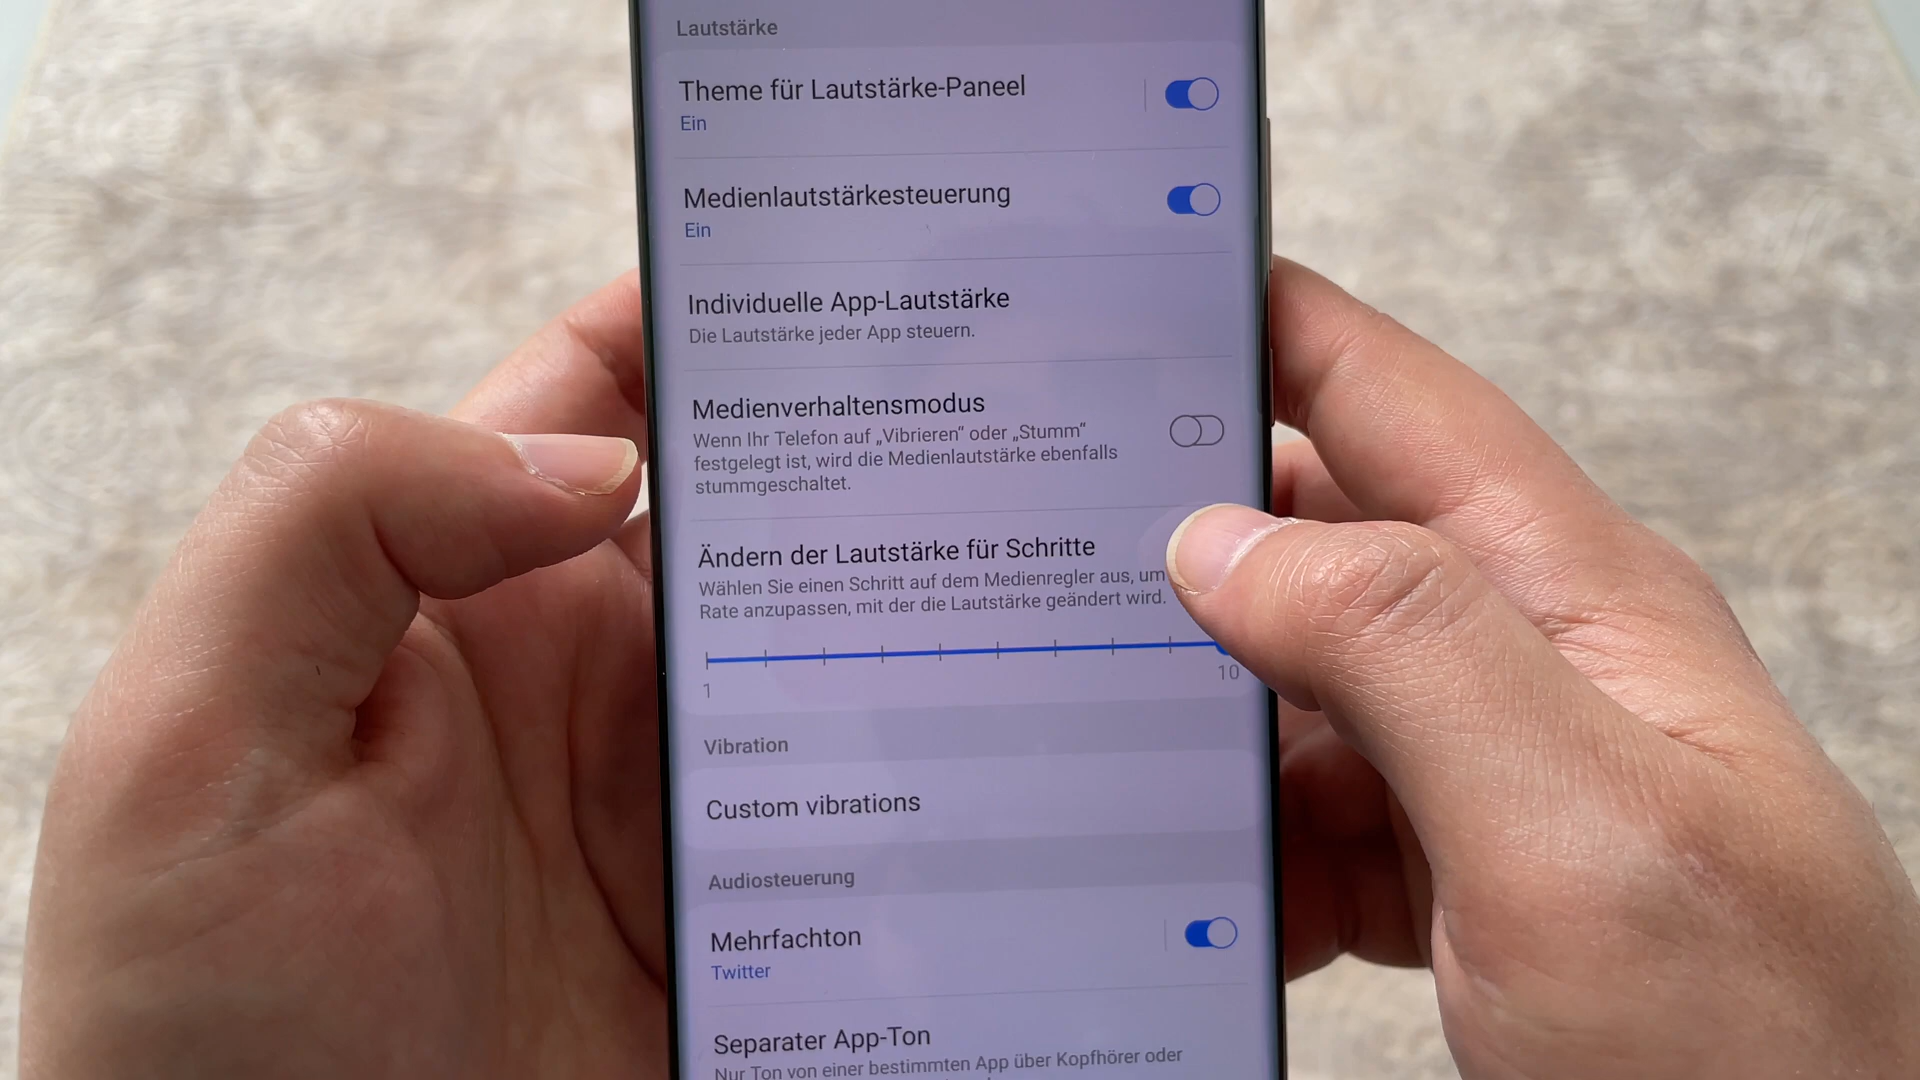 Lautstärke
Theme für Lautstärke-Paneel
Ein
Medienlautstärkesteuerung
Ein
Individuelle App-Lautstärke
Die Lautstärke jeder App steuern.
Medienverhaltensmodus
Wenn Ihr Telefon auf „Vibrieren“ oder „Stumm“
festgelegt ist, wird die Medienlautstärke ebenfalls
stummgeschaltet.
Ändern der Lautstärke für Schritte
Wählen Sie einen Schritt auf dem Medienregler aus, um
Rate anzupassen, mit der die Lautstärke geändert wird.
1 10
Vibration
Custom vibrations
Audiosteuerung
Mehrfachton
Twitter
Separater App-Ton
Nur Ton von einer bestimmten App über Kopfhörer oder